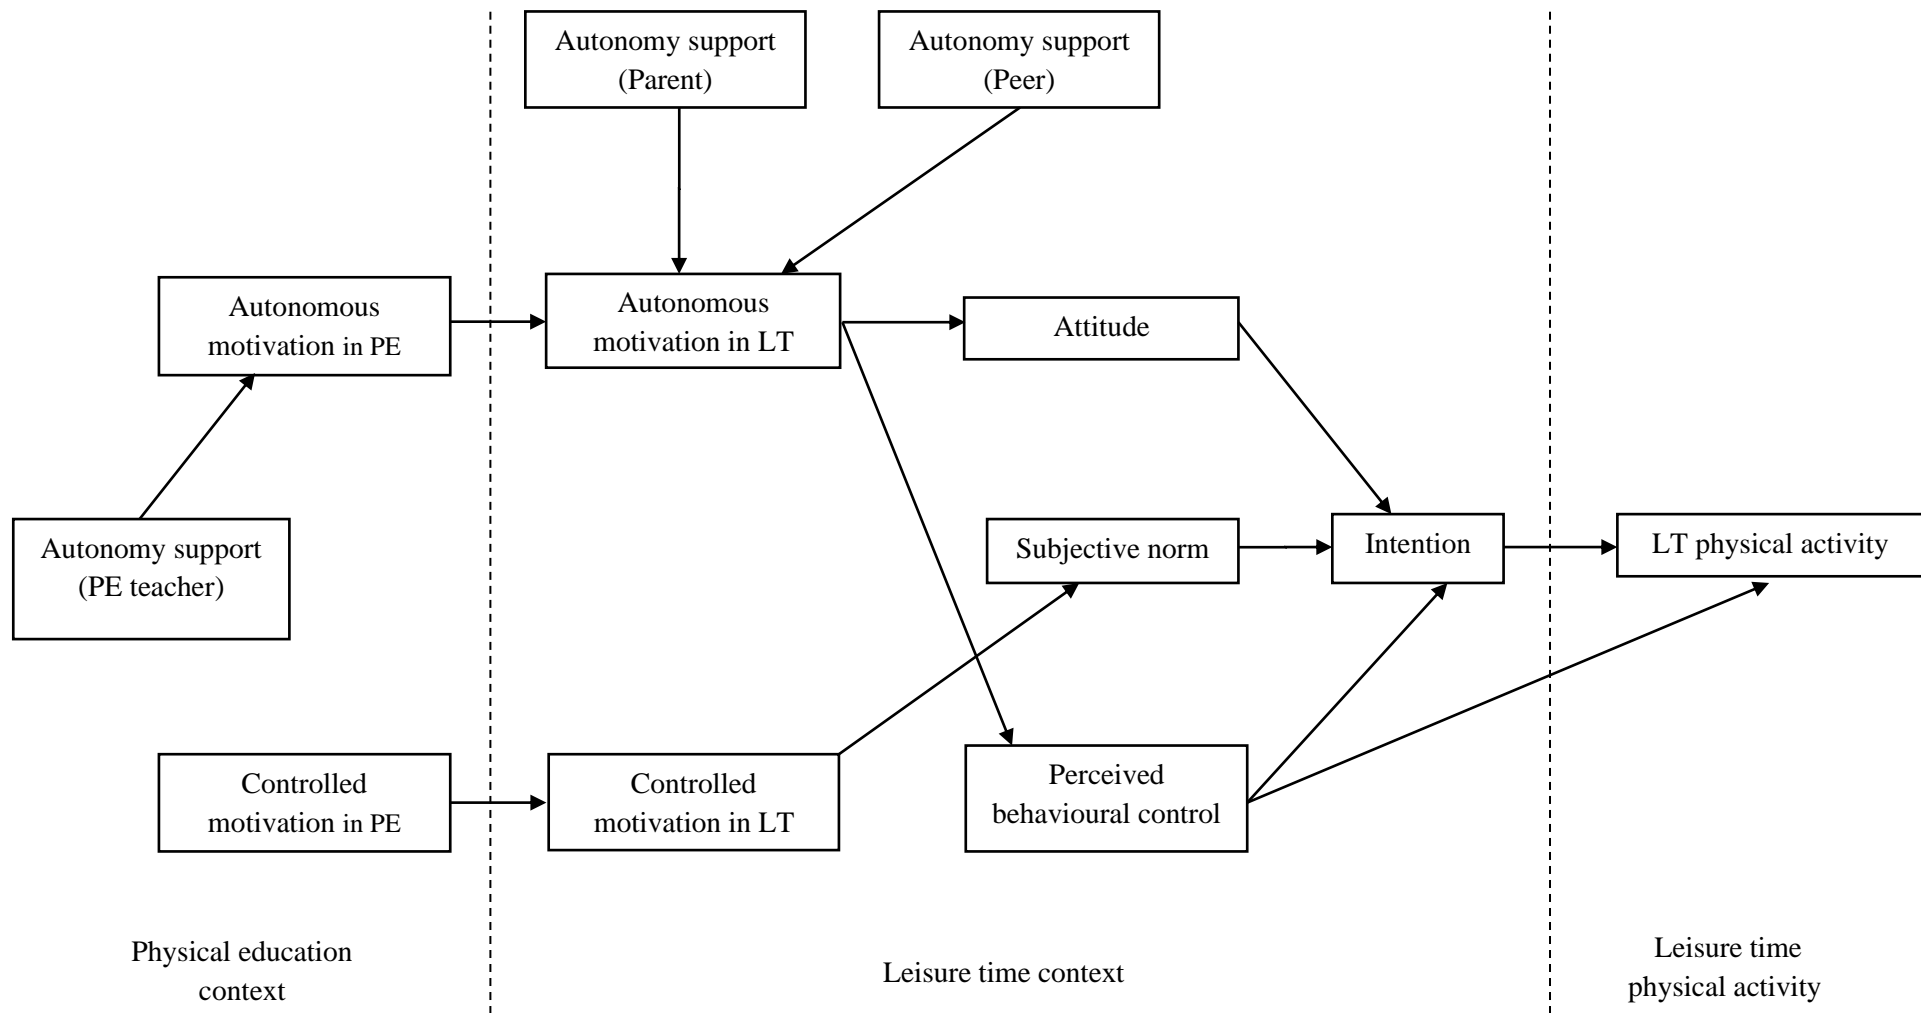 Autonomy support
(Parent)
Autonomy support
(Peer)
Autonomous
motivation in PE
Autonomous
motivation in LT
Attitude
Autonomy support
(PE teacher)
Subjective norm
Intention
LT physical activity
Controlled
motivation in PE
Controlled
motivation in LT
Perceived
behavioural control
Physical education
context
Leisure time context
Leisure time
physical activity